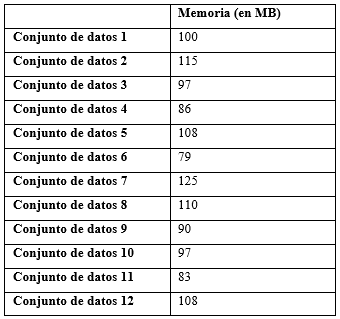 Memoria (en MB)
Conjunto de datos 1 100
Conjunto de datos 2 115
Conjunto de datos 3 97
Conjunto de datos 4 86
Conjunto de datos 5 108
Conjunto de datos 6 79
Conjunto de datos 7 125
Conjunto de datos 8 110
Conjunto de datos 9 90
Conjunto de datos 10 97
Conjunto de datos 11 83
Conjunto de datos 12 108